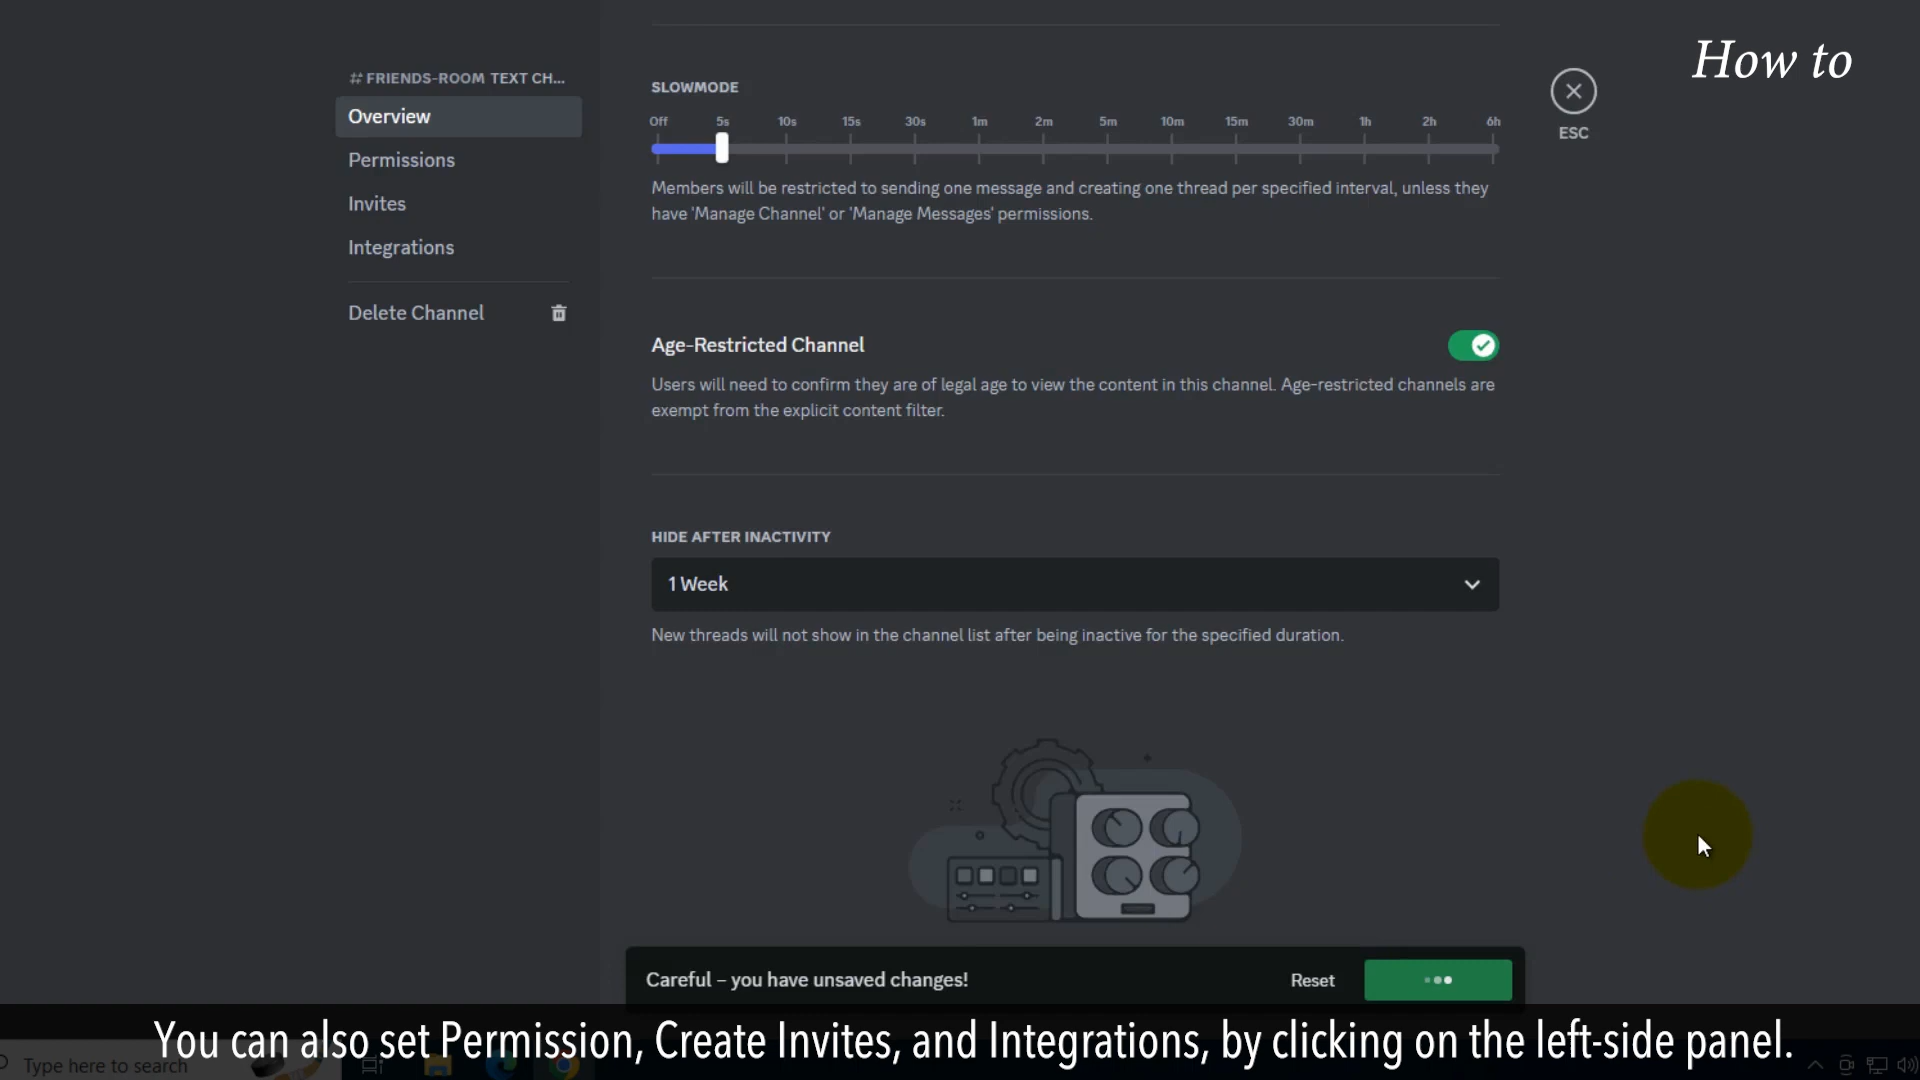 How to
# FRIENDS-ROOM TEXT CH...
Overview
Permissions
Invites
Integrations
Delete Channel
SLOWMODE
Off 5s 10s 15s 30s 1m 2m 5m 10m 15m 30m 1h 2h 6h
Members will be restricted to sending one message and creating one thread per specified interval, unless they
have 'Manage Channel' or 'Manage Messages' permissions.
ESC
Age-Restricted Channel
Users will need to confirm they are of legal age to view the content in this channel. Age-restricted channels are
exempt from the explicit content filter.
HIDE AFTER INACTIVITY
1 Week
New threads will not show in the channel list after being inactive for the specified duration.
Careful – you have unsaved changes!
Reset
You can also set Permission, Create Invites, and Integrations, by clicking on the left-side panel.
Type here to search